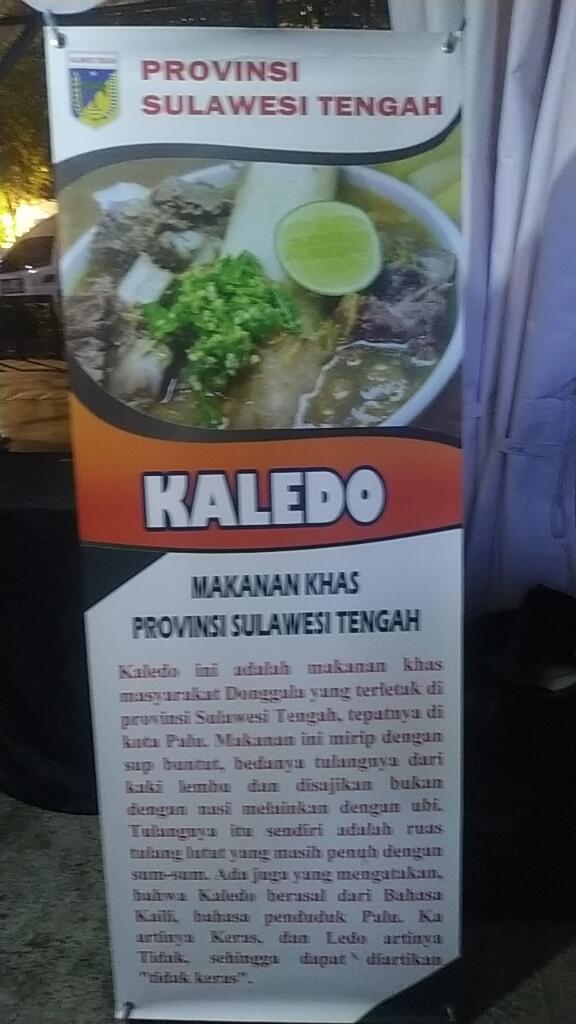 PROVINSI
SULAWESI TENGAH
KALEDO
MAKANAN KHAS
PROVINSI SULAWESI TENGAH
Kaledo ini adalah makanan khas
masyarakat Donggala yang terletak di
provinsi Sulawesi Tengah, tepatnya di
kota Palu. Makanan ini mirip dengan
sup buntut, bedanya tulangnya dari
kaki lembu dan disajikan bukan
dengan nasi melainkan dengan ubi.
Tulangnya itu sendiri adalah ruas
tulang lutut yang masih penuh dengan
sum-sum. Ada juga yang mengatakan,
bahwa Kaledo berasal dari Bahasa
Kaili, bahasa penduduk Palu. Ka
artinya Keras, dan Ledo artinya
Tidak, sehingga dapat diartikan
"tidak keras".